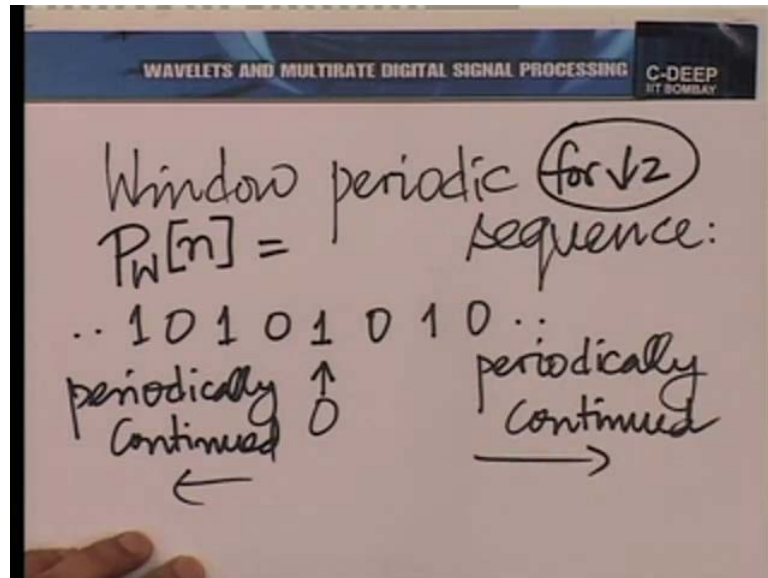 WAVELETS AND MULTIRATE DIGITAL SIGNAL PROCESSING
C-DEEP
IIT BOMBAY
Window periodic for ↓2
P_W[n] = sequence:
.. 1 0 1 0 1 0 1 0 ..
periodically ↑ periodically
continued 0 continued
← →